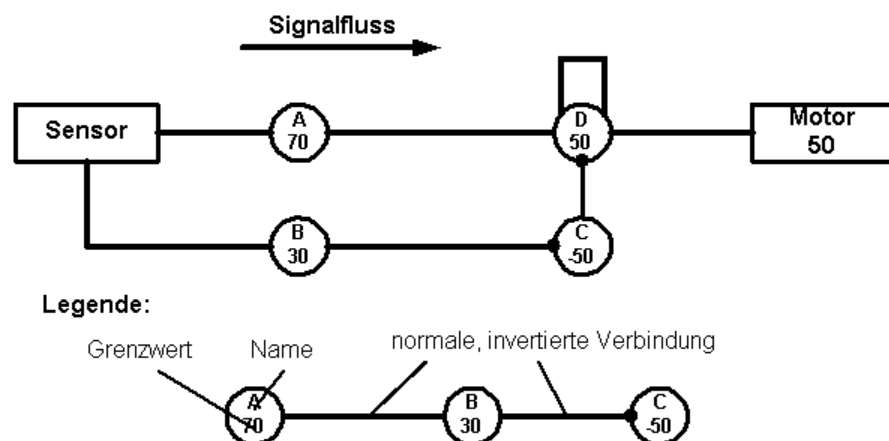 Signalfluss
Sensor
A
70
D
50
Motor
50
B
30
C
-50
Legende:
Grenzwert
Name
normale, invertierte Verbindung
A
70
B
30
C
-50